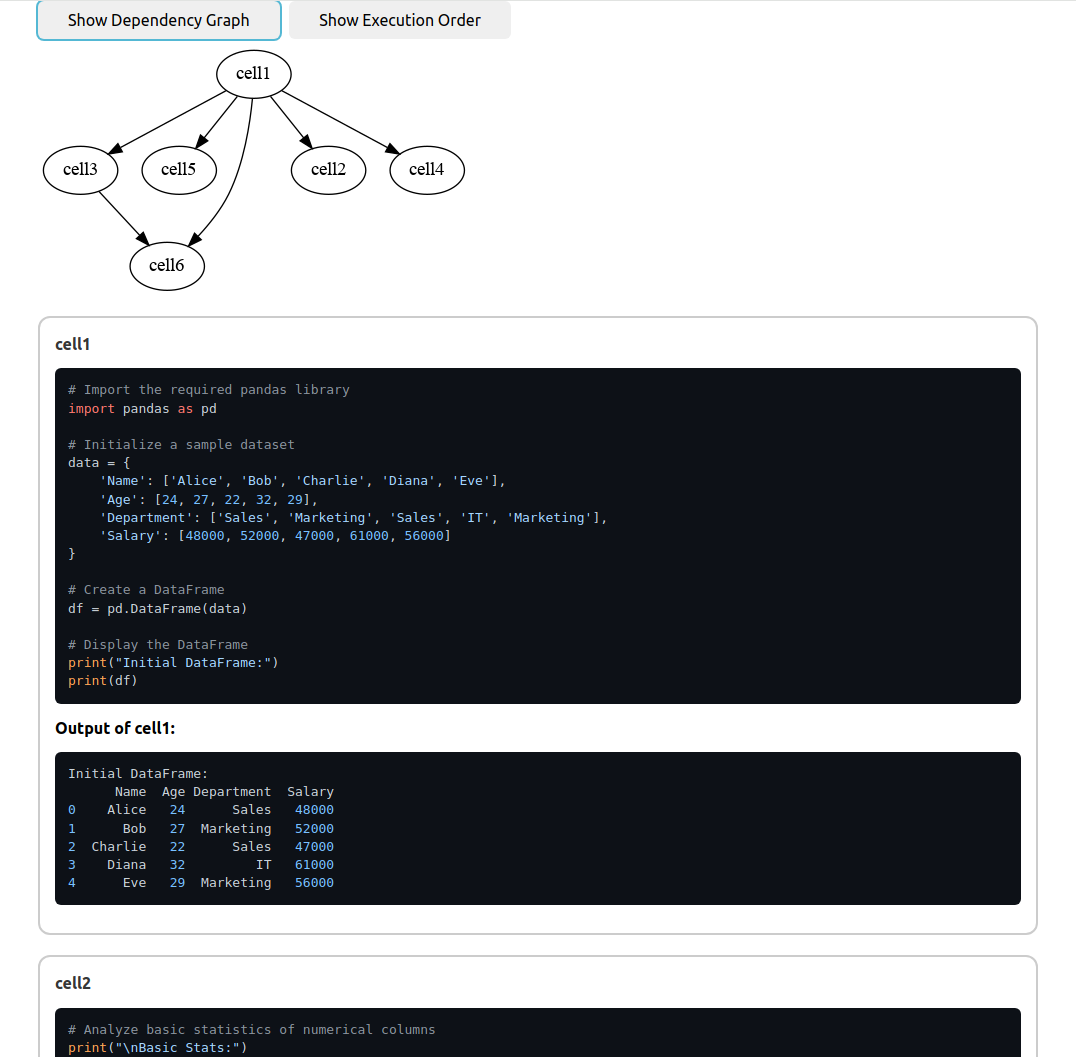 Show Dependency Graph Show Execution Order
cell1
cell3 cell5 cell2 cell4
cell6
cell1
# Import the required pandas library
import pandas as pd
# Initialize a sample dataset
data = {
    'Name': ['Alice', 'Bob', 'Charlie', 'Diana', 'Eve'],
    'Age': [24, 27, 22, 32, 29],
    'Department': ['Sales', 'Marketing', 'Sales', 'IT', 'Marketing'],
    'Salary': [48000, 52000, 47000, 61000, 56000]
}
# Create a DataFrame
df = pd.DataFrame(data)
# Display the DataFrame
print("Initial DataFrame:")
print(df)
Output of cell1:
Initial DataFrame:
      Name  Age Department  Salary
0    Alice   24      Sales   48000
1      Bob   27  Marketing   52000
2  Charlie   22      Sales   47000
3    Diana   32         IT   61000
4      Eve   29  Marketing   56000
cell2
# Analyze basic statistics of numerical columns
print("\nBasic Stats:")